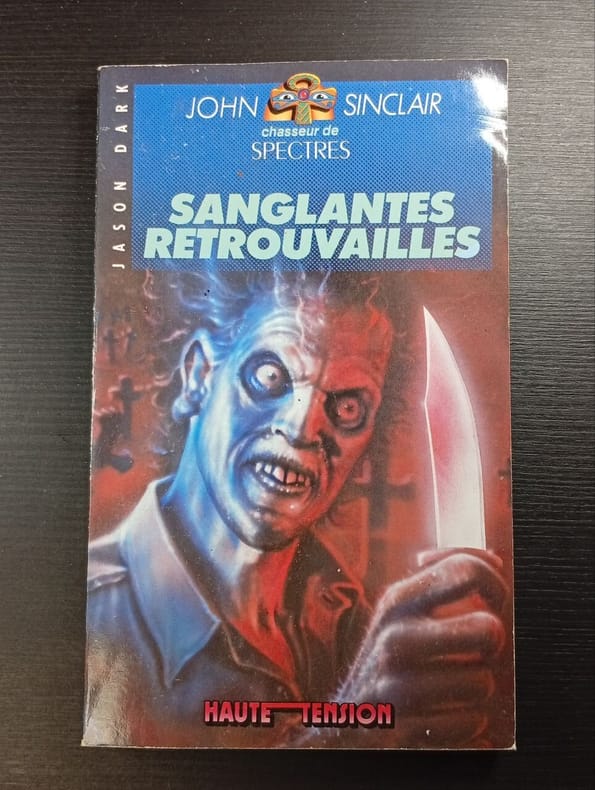 JASON DARK
JOHN SINCLAIR
chasseur de
SPECTRES
SANGLANTES
RETROUVAILLES
HAUTE TENSION